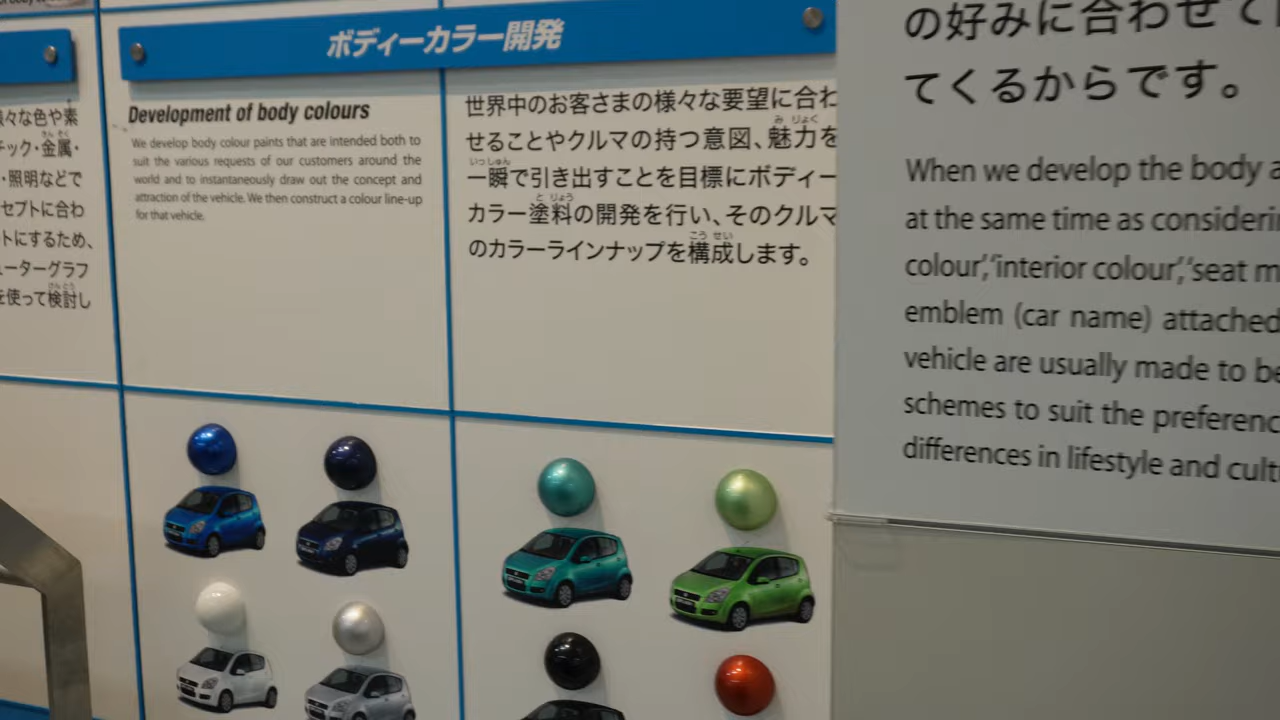 ボディーカラー開発
様々な色や素
チック・金属・
・照明などで
セプトに合わ
トにするため、
ューターグラフ
を使って検討し
Development of body colours
We develop body colour paints that are intended both to
suit the various requests of our customers around the
world and to instantaneously draw out the concept and
attraction of the vehicle. We then construct a colour line-up
for that vehicle.
世界中のお客さまの様々な要望に合わ
せることやクルマの持つ意図、魅力を
一瞬で引き出すことを目標にボディー
カラー塗料の開発を行い、そのクルマ
のカラーラインナップを構成します。
の好みに合わせて
てくるからです。
When we develop the body a
at the same time as considerin
colour','interior colour','seat m
emblem (car name) attached
vehicle are usually made to be
schemes to suit the preferenc
differences in lifestyle and cult